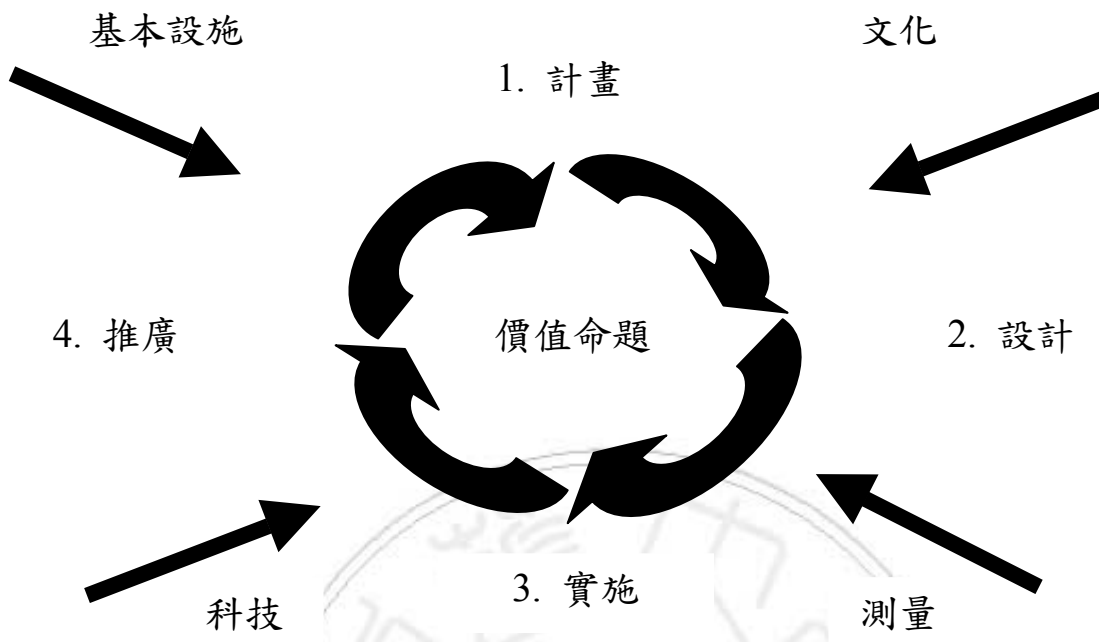 基本設施
文化
1. 計畫
4. 推廣
價值命題
2. 設計
3. 實施
科技
測量